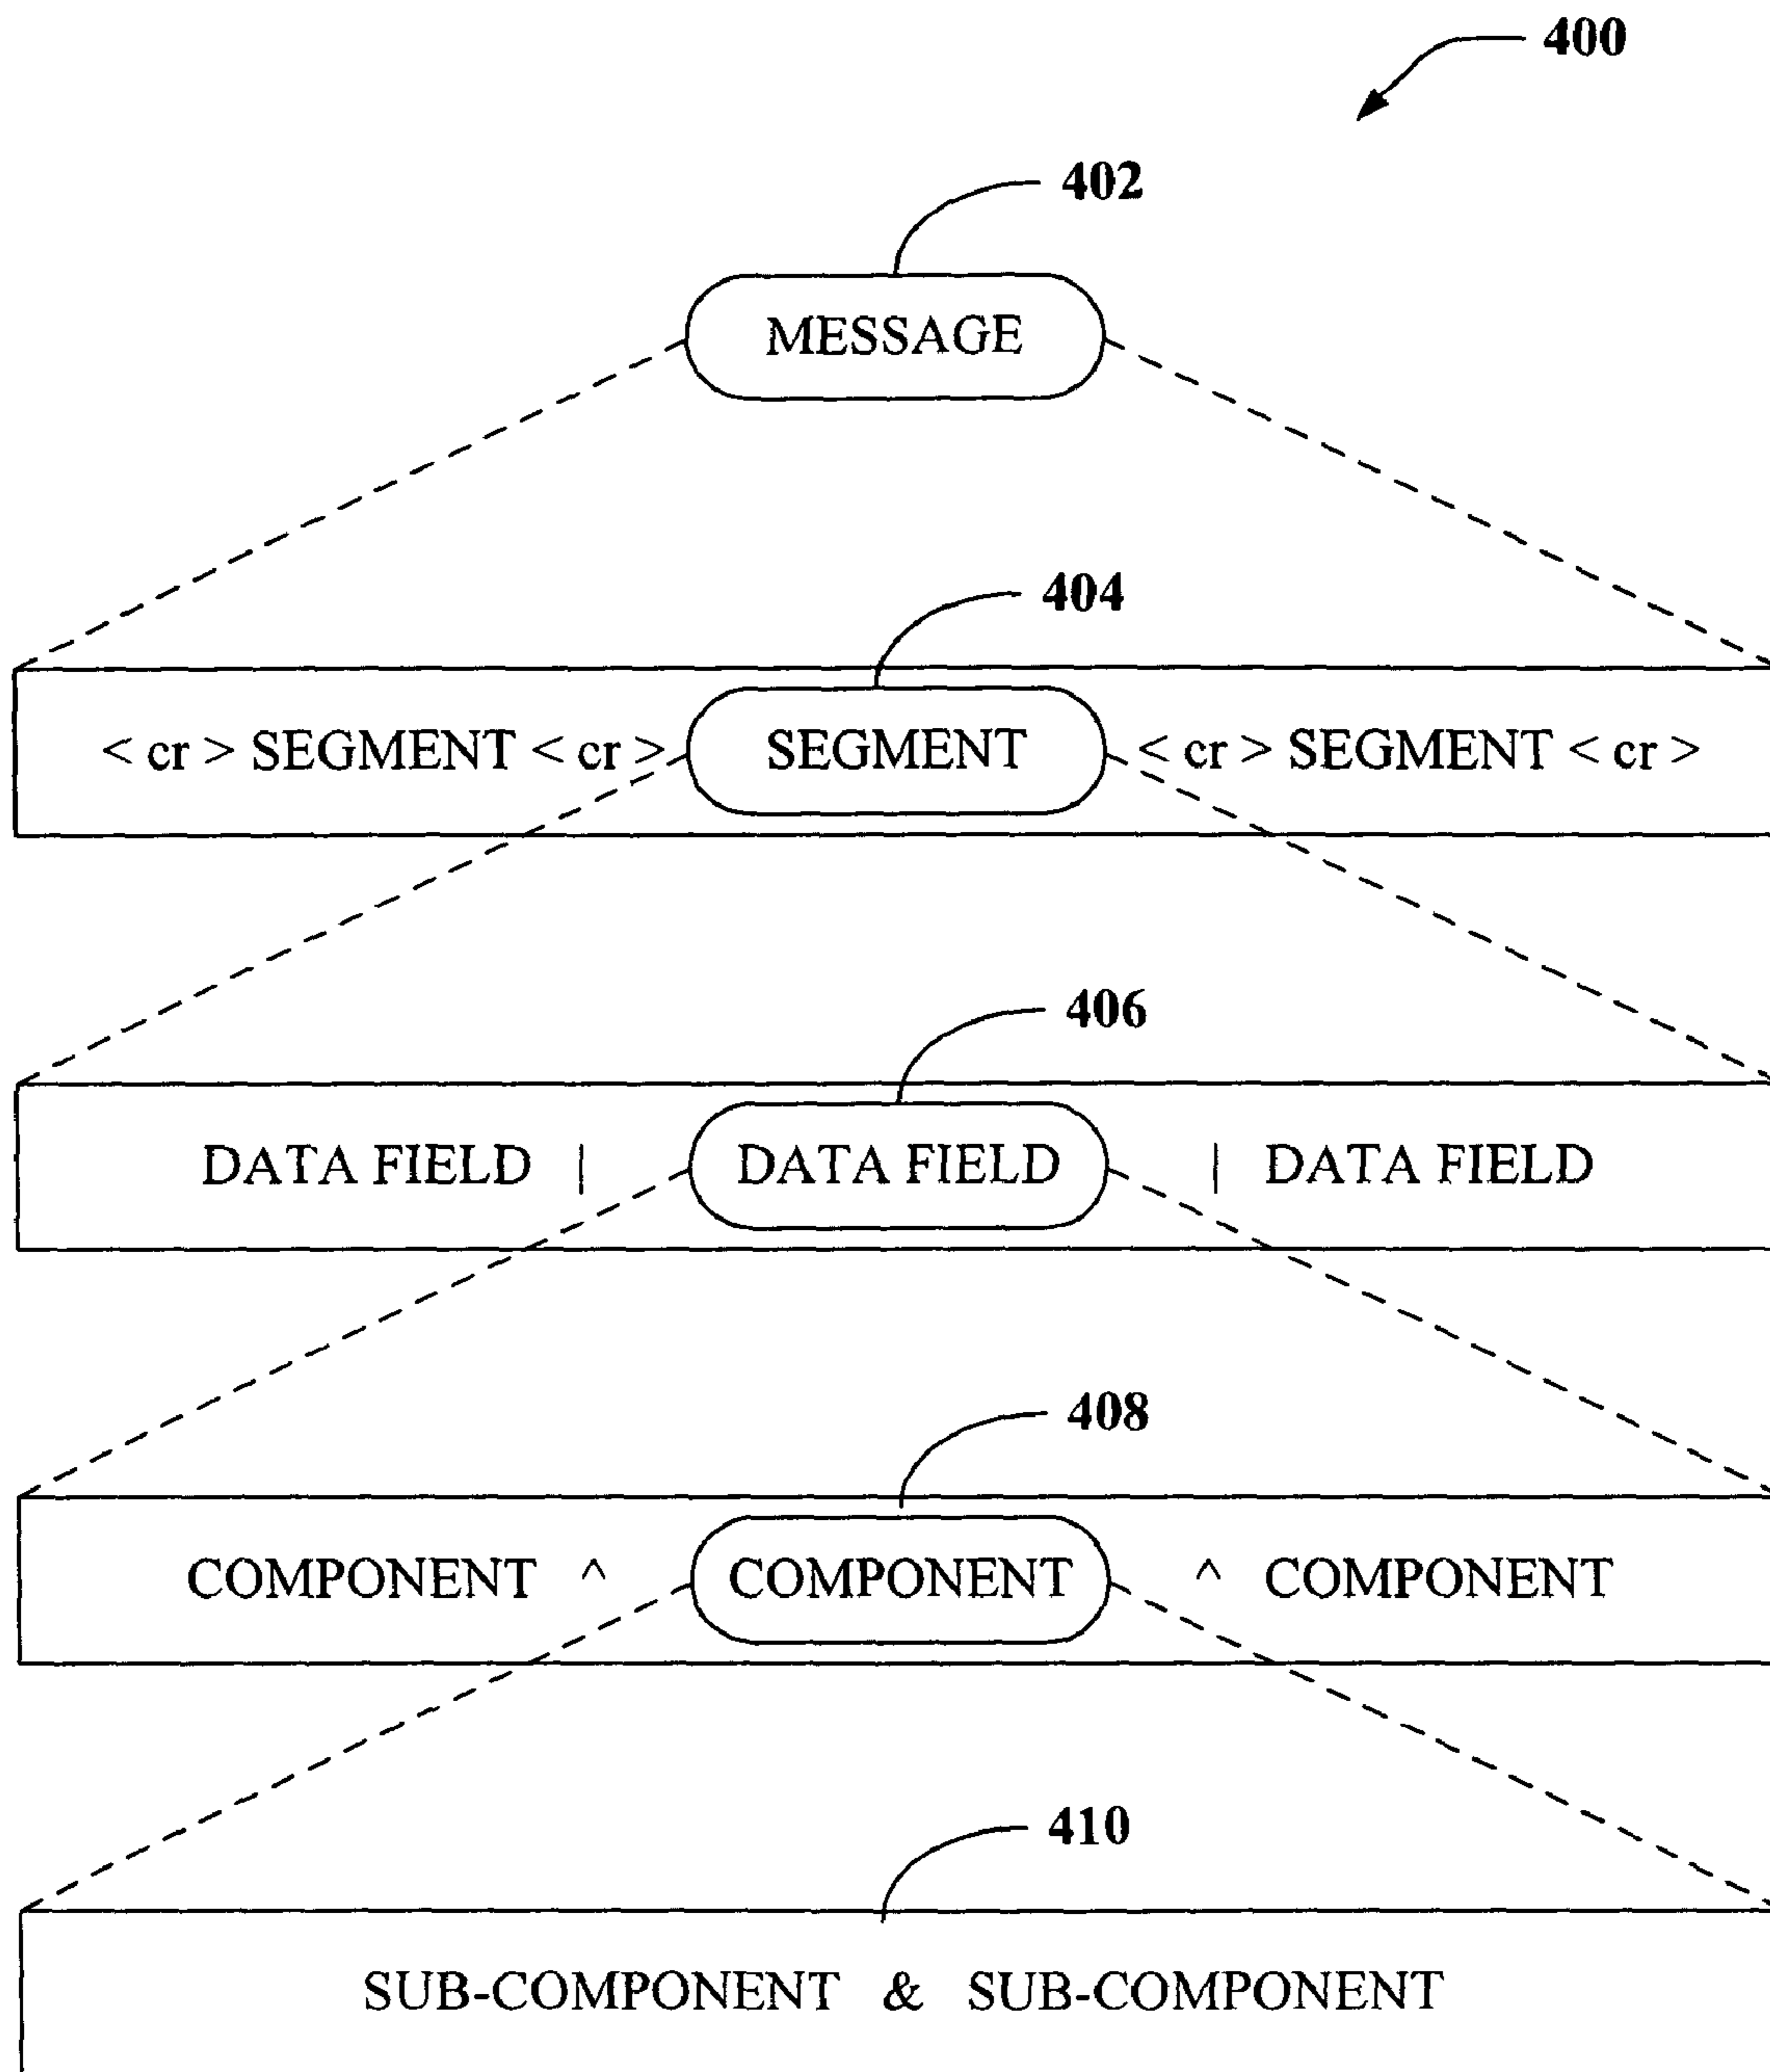 400
402
MESSAGE
404
< cr > SEGMENT < cr > SEGMENT < cr > SEGMENT < cr >
406
DATA FIELD | DATA FIELD | DATA FIELD
408
COMPONENT ^ COMPONENT ^ COMPONENT
410
SUB-COMPONENT & SUB-COMPONENT